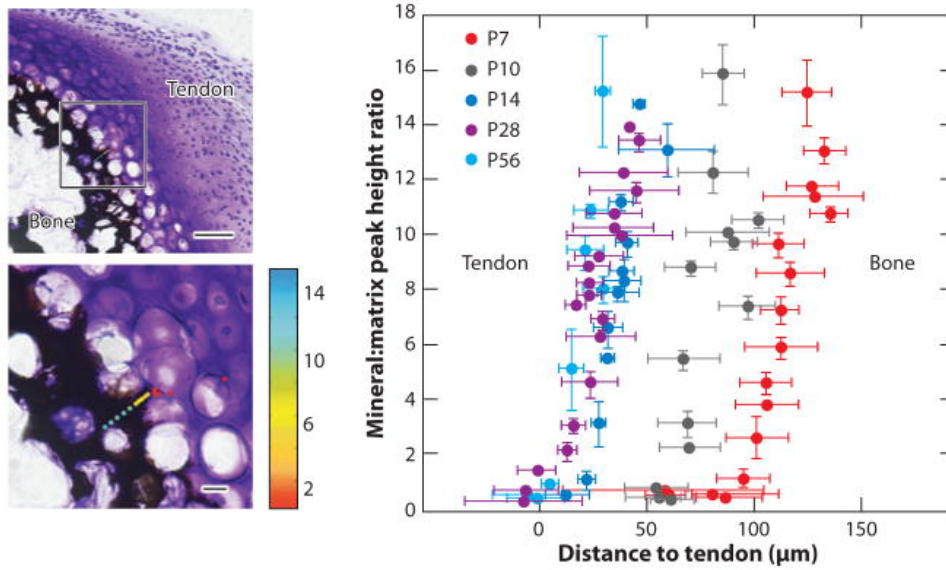 Tendon
Bone
14
10
6
2
Mineral:matrix peak height ratio
18
16
14
12
10
8
6
4
2
0
P7
P10
P14
P28
P56
Tendon
Bone
0
50
100
150
Distance to tendon (μm)